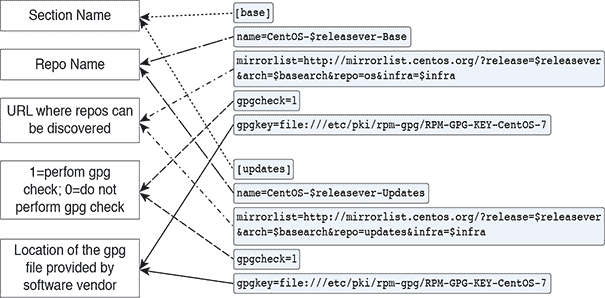 Section Name
Repo Name
URL where repos can
be discovered
1=perfom gpg
check; 0=do not
perform gpg check
Location of the gpg
file provided by
software vendor
[base]
name=CentOS-$releasever-Base
mirrorlist=http://mirrorlist.centos.org/?release=$releasever
&arch=$basearch&repo=os&infra=$infra
gpgcheck=1
gpgkey=file:///etc/pki/rpm-gpg/RPM-GPG-KEY-CentOS-7
[updates]
name=CentOS-$releasever-Updates
mirrorlist=http://mirrorlist.centos.org/?release=$releasever
&arch=$basearch&repo=updates&infra=$infra
gpgcheck=1
gpgkey=file:///etc/pki/rpm-gpg/RPM-GPG-KEY-CentOS-7